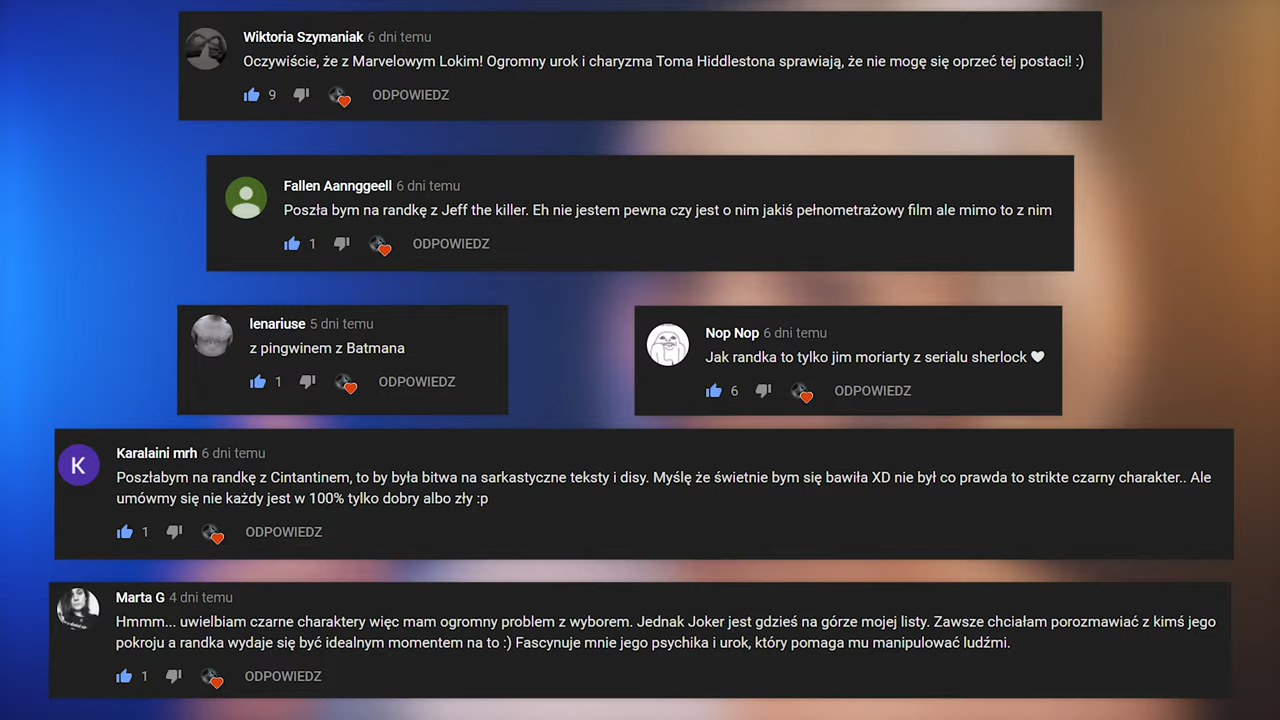 Wiktoria Szymaniak 6 dni temu
Oczywiście, że z Marvelowym Lokim! Ogromny urok i charyzma Toma Hiddlestona sprawiają, że nie mogę się oprzeć tej postaci! :)
9 ODPOWIEDZ
Fallen Aannggeell 6 dni temu
Poszła bym na randkę z Jeff the killer. Eh nie jestem pewna czy jest o nim jakiś pełnometrażowy film ale mimo to z nim
1 ODPOWIEDZ
lenariuse 5 dni temu
z pingwinem z Batmana
1 ODPOWIEDZ
Nop Nop 6 dni temu
Jak randka to tylko jim moriarty z serialu sherlock 🤍
6 ODPOWIEDZ
K
Karalaini mrh 6 dni temu
Poszłabym na randkę z Cintantinem, to by była bitwa na sarkastyczne teksty i disy. Myślę że świetnie bym się bawiła XD nie był co prawda to strikte czarny charakter.. Ale
umówmy się nie każdy jest w 100% tylko dobry albo zły :p
1 ODPOWIEDZ
Marta G 4 dni temu
Hmmm... uwielbiam czarne charaktery więc mam ogromny problem z wyborem. Jednak Joker jest gdzieś na górze mojej listy. Zawsze chciałam porozmawiać z kimś jego
pokroju a randka wydaje się być idealnym momentem na to :) Fascynuje mnie jego psychika i urok, który pomaga mu manipulować ludźmi.
1 ODPOWIEDZ